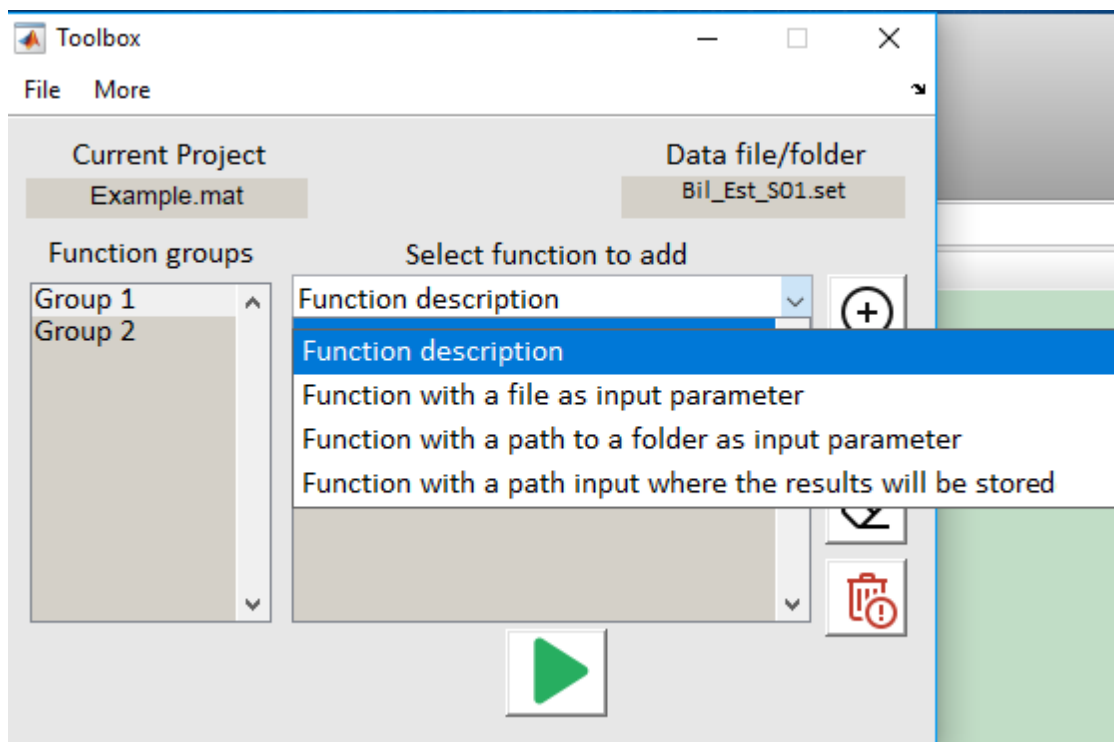 Toolbox
File More
Current Project
Data file/folder
Example.mat
Bil_Est_S01.set
Function groups
Select function to add
Group 1
Group 2
Function description
Function description
Function with a file as input parameter
Function with a path to a folder as input parameter
Function with a path input where the results will be stored